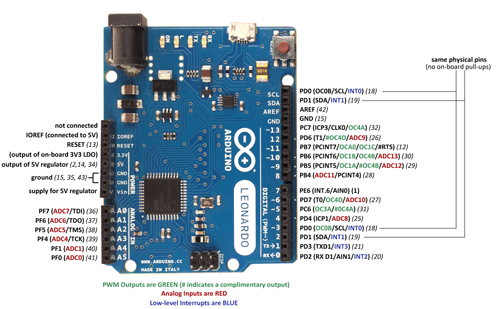 same physical pins
(no on-board pull-ups)
PD0 (OC0B/SCL/INT0) (18)
PD1 (SDA/INT1) (19)
AREF (42)
GND (15)
PC7 (ICP3/CLK0/OC4A) (32)
PD6 (T1/#OC4D/ADC9) (26)
PB7 (PCINT7/OC0A/OC1C/#RTS) (12)
PB6 (PCINT6/OC1B/OC4B/ADC13) (30)
PB5 (PCINT5/OC1A/#OC4B/ADC12) (29)
PB4 (ADC11/PCINT4) (28)
PE6 (INT.6/AIN0) (1)
PD7 (T0/OC4D/ADC10) (27)
PC6 (OC3A/#OC4A) (31)
PD4 (ICP1/ADC8) (25)
PD0 (OC0B/SCL/INT0) (18)
PD1 (SDA/INT1) (19)
PD3 (TXD1/INT3) (21)
PD2 (RX D1/AIN1/INT2) (20)
not connected
IOREF (connected to 5V)
RESET (13)
(output of on-board 3V3 LDO)
output of 5V regulator (2,14, 34)
ground (15, 35, 43)
supply for 5V regulator
PF7 (ADC7/TDI) (36)
PF6 (ADC6/TDO) (37)
PF5 (ADC5/TMS) (38)
PF4 (ADC4/TCK) (39)
PF1 (ADC1) (40)
PF0 (ADC0) (41)
IOREF
RESET
3.3V
5V
GND
GND
Vin
POWER
A0
A1
A2
A3
A4
A5
ANALOG IN
SCL
SDA
AREF
GND
~13
12
~11
~10
~9
8
7
~6
~5
4
~3
2
TX→1
RX←0
DIGITAL (PWM~)
ON
TX
RX
ARDUINO
LEONARDO
ICSP
WWW.ARDUINO.CC
MADE IN ITALY
PWM Outputs are GREEN (# indicates a complimentary output)
Analog Inputs are RED
Low-level Interrupts are BLUE